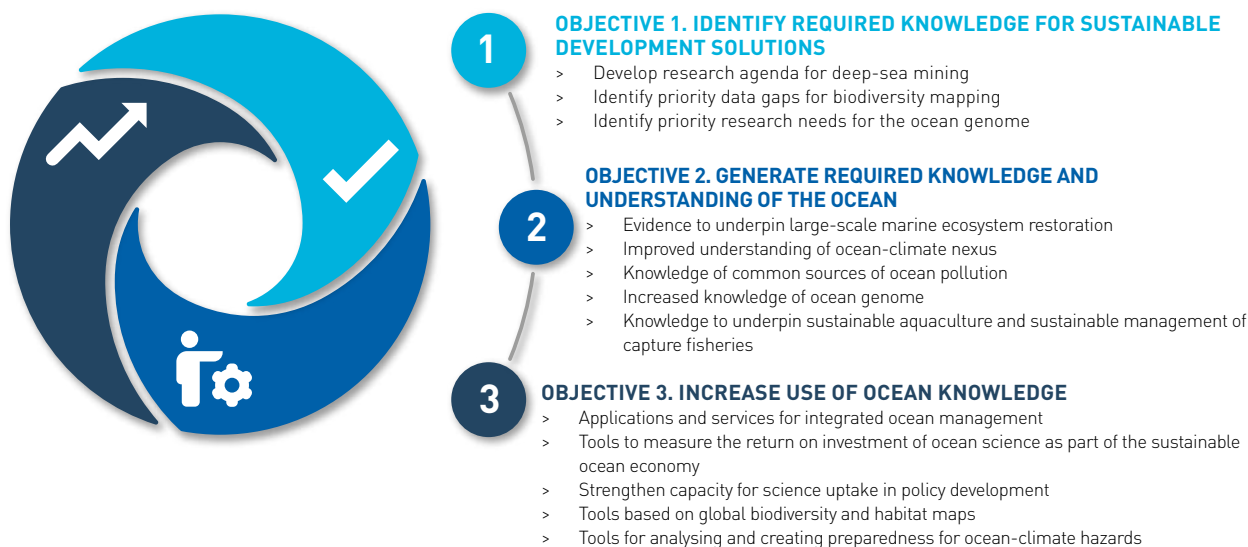 1
OBJECTIVE 1. IDENTIFY REQUIRED KNOWLEDGE FOR SUSTAINABLE
DEVELOPMENT SOLUTIONS
> Develop research agenda for deep-sea mining
> Identify priority data gaps for biodiversity mapping
> Identify priority research needs for the ocean genome
2
OBJECTIVE 2. GENERATE REQUIRED KNOWLEDGE AND
UNDERSTANDING OF THE OCEAN
> Evidence to underpin large-scale marine ecosystem restoration
> Improved understanding of ocean-climate nexus
> Knowledge of common sources of ocean pollution
> Increased knowledge of ocean genome
> Knowledge to underpin sustainable aquaculture and sustainable management of
capture fisheries
3
OBJECTIVE 3. INCREASE USE OF OCEAN KNOWLEDGE
> Applications and services for integrated ocean management
> Tools to measure the return on investment of ocean science as part of the sustainable
ocean economy
> Strengthen capacity for science uptake in policy development
> Tools based on global biodiversity and habitat maps
> Tools for analysing and creating preparedness for ocean-climate hazards